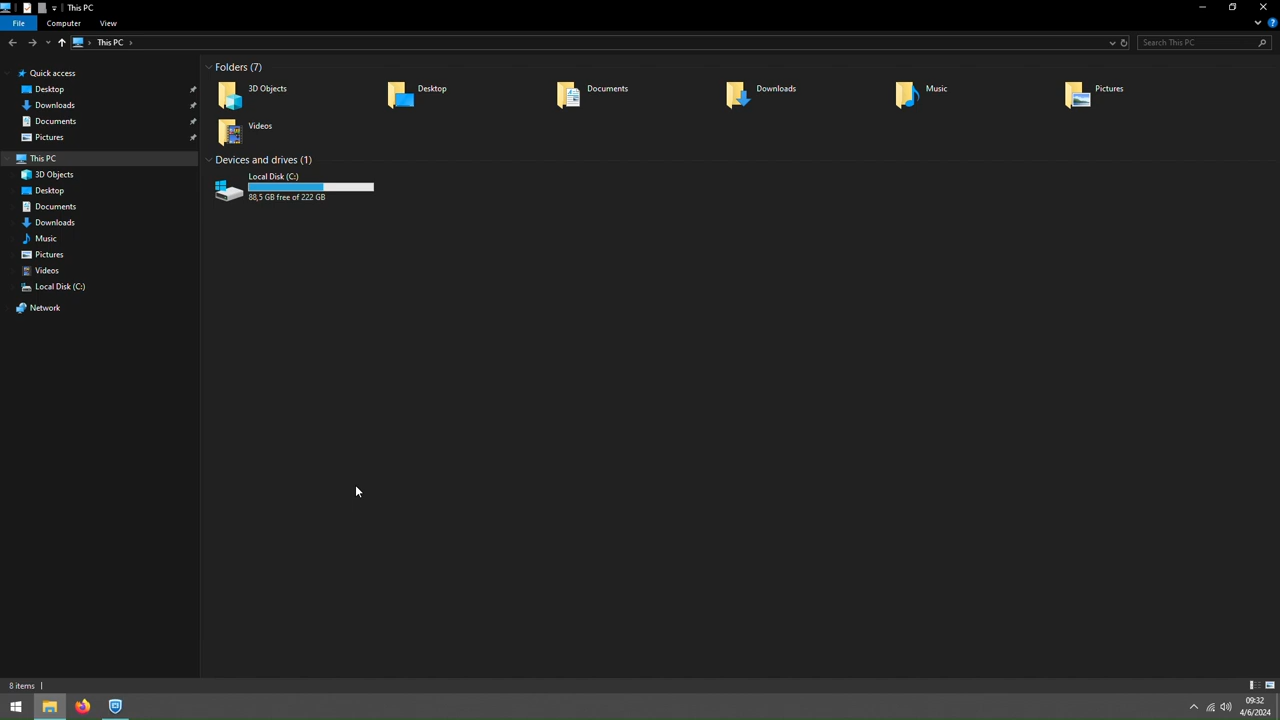 This PC
File Computer View
This PC
Search This PC
Quick access
Desktop
Downloads
Documents
Pictures
This PC
3D Objects
Desktop
Documents
Downloads
Music
Pictures
Videos
Local Disk (C:)
Network
Folders (7)
3D Objects Desktop Documents Downloads Music Pictures
Videos
Devices and drives (1)
Local Disk (C:)
88,5 GB free of 222 GB
8 items
09:32
4/6/2024